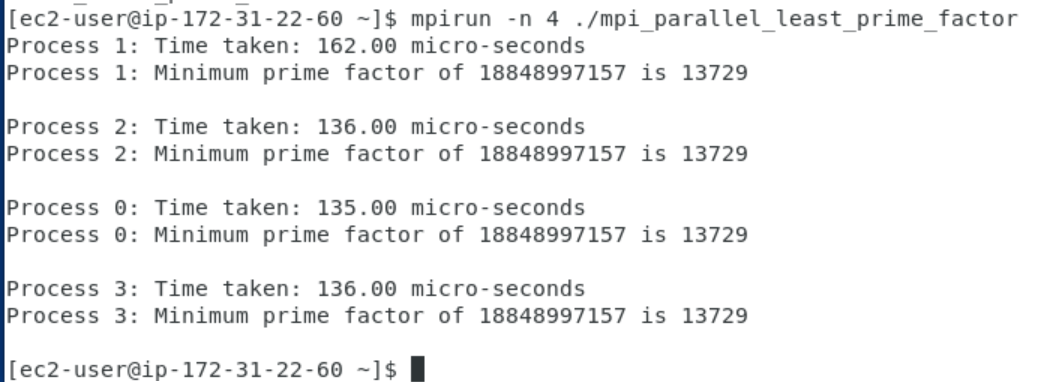 [ec2-user@ip-172-31-22-60 ~]$ mpirun -n 4 ./mpi_parallel_least_prime_factor
Process 1: Time taken: 162.00 micro-seconds
Process 1: Minimum prime factor of 18848997157 is 13729
Process 2: Time taken: 136.00 micro-seconds
Process 2: Minimum prime factor of 18848997157 is 13729
Process 0: Time taken: 135.00 micro-seconds
Process 0: Minimum prime factor of 18848997157 is 13729
Process 3: Time taken: 136.00 micro-seconds
Process 3: Minimum prime factor of 18848997157 is 13729
[ec2-user@ip-172-31-22-60 ~]$